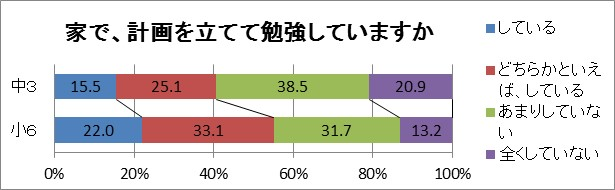 家で、計画を立てて勉強していますか
中３
15.5
25.1
38.5
20.9
小６
22.0
33.1
31.7
13.2
0%
20%
40%
60%
80%
100%
している
どちらかといえ
ば、している
あまりしていな
い
全くしていない